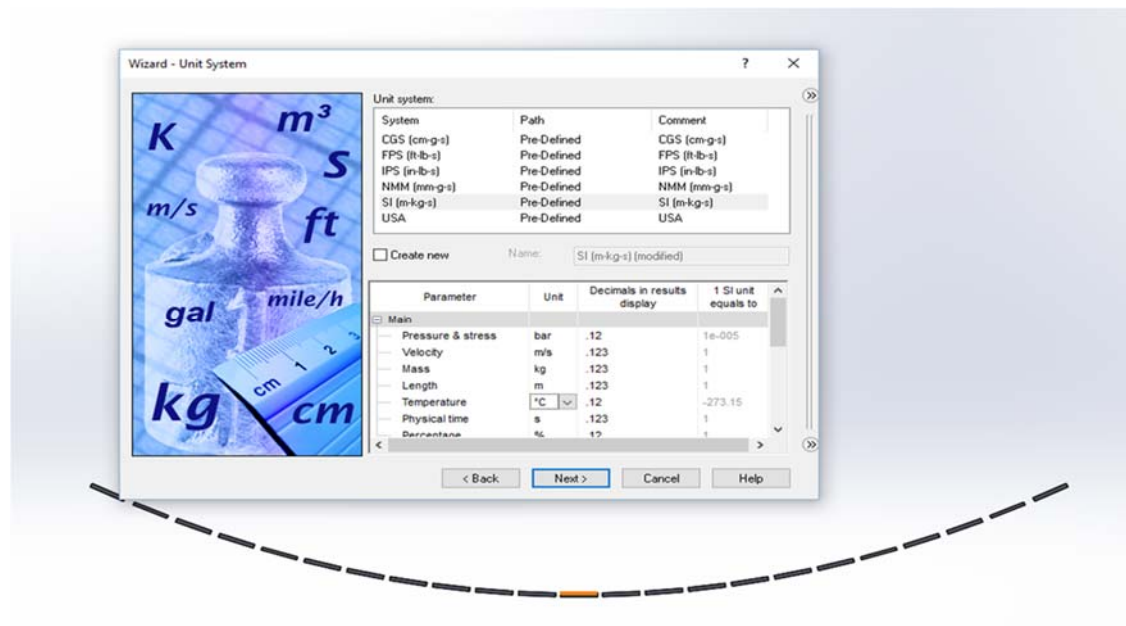 Wizard - Unit System ? ×
K m³
S
m/s ft
gal mile/h
cm 1 2 3
kg cm
Unit system:
System Path Comment
CGS (cm-g-s) Pre-Defined CGS (cm-g-s)
FPS (ft-lb-s) Pre-Defined FPS (ft-lb-s)
IPS (in-lb-s) Pre-Defined IPS (in-lb-s)
NMM (mm-g-s) Pre-Defined NMM (mm-g-s)
SI (m-kg-s) Pre-Defined SI (m-kg-s)
USA Pre-Defined USA
Create new Name: SI (m-kg-s) (modified)
Parameter Unit Decimals in results display 1 SI unit equals to
Main
Pressure & stress bar .12 1e-005
Velocity m/s .123 1
Mass kg .123 1
Length m .123 1
Temperature °C .12 -273.15
Physical time s .123 1
Percentage % .12 1
< Back Next > Cancel Help